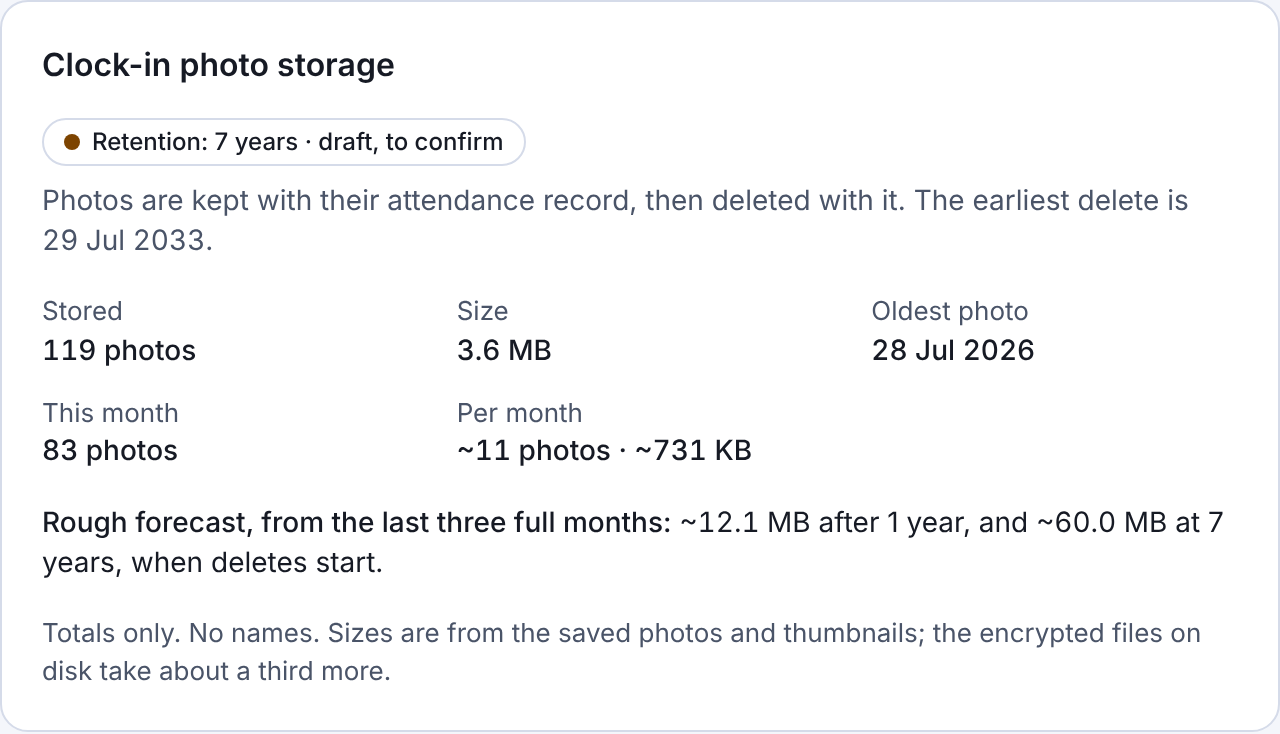 Clock-in photo storage
Retention: 7 years · draft, to confirm
Photos are kept with their attendance record, then deleted with it. The earliest delete is
29 Jul 2033.
Stored
Size
Oldest photo
119 photos
3.6 MB
28 Jul 2026
This month
Per month
83 photos
~11 photos · ~731 KB
Rough forecast, from the last three full months: ~12.1 MB after 1 year, and ~60.0 MB at 7
years, when deletes start.
Totals only. No names. Sizes are from the saved photos and thumbnails; the encrypted files on
disk take about a third more.